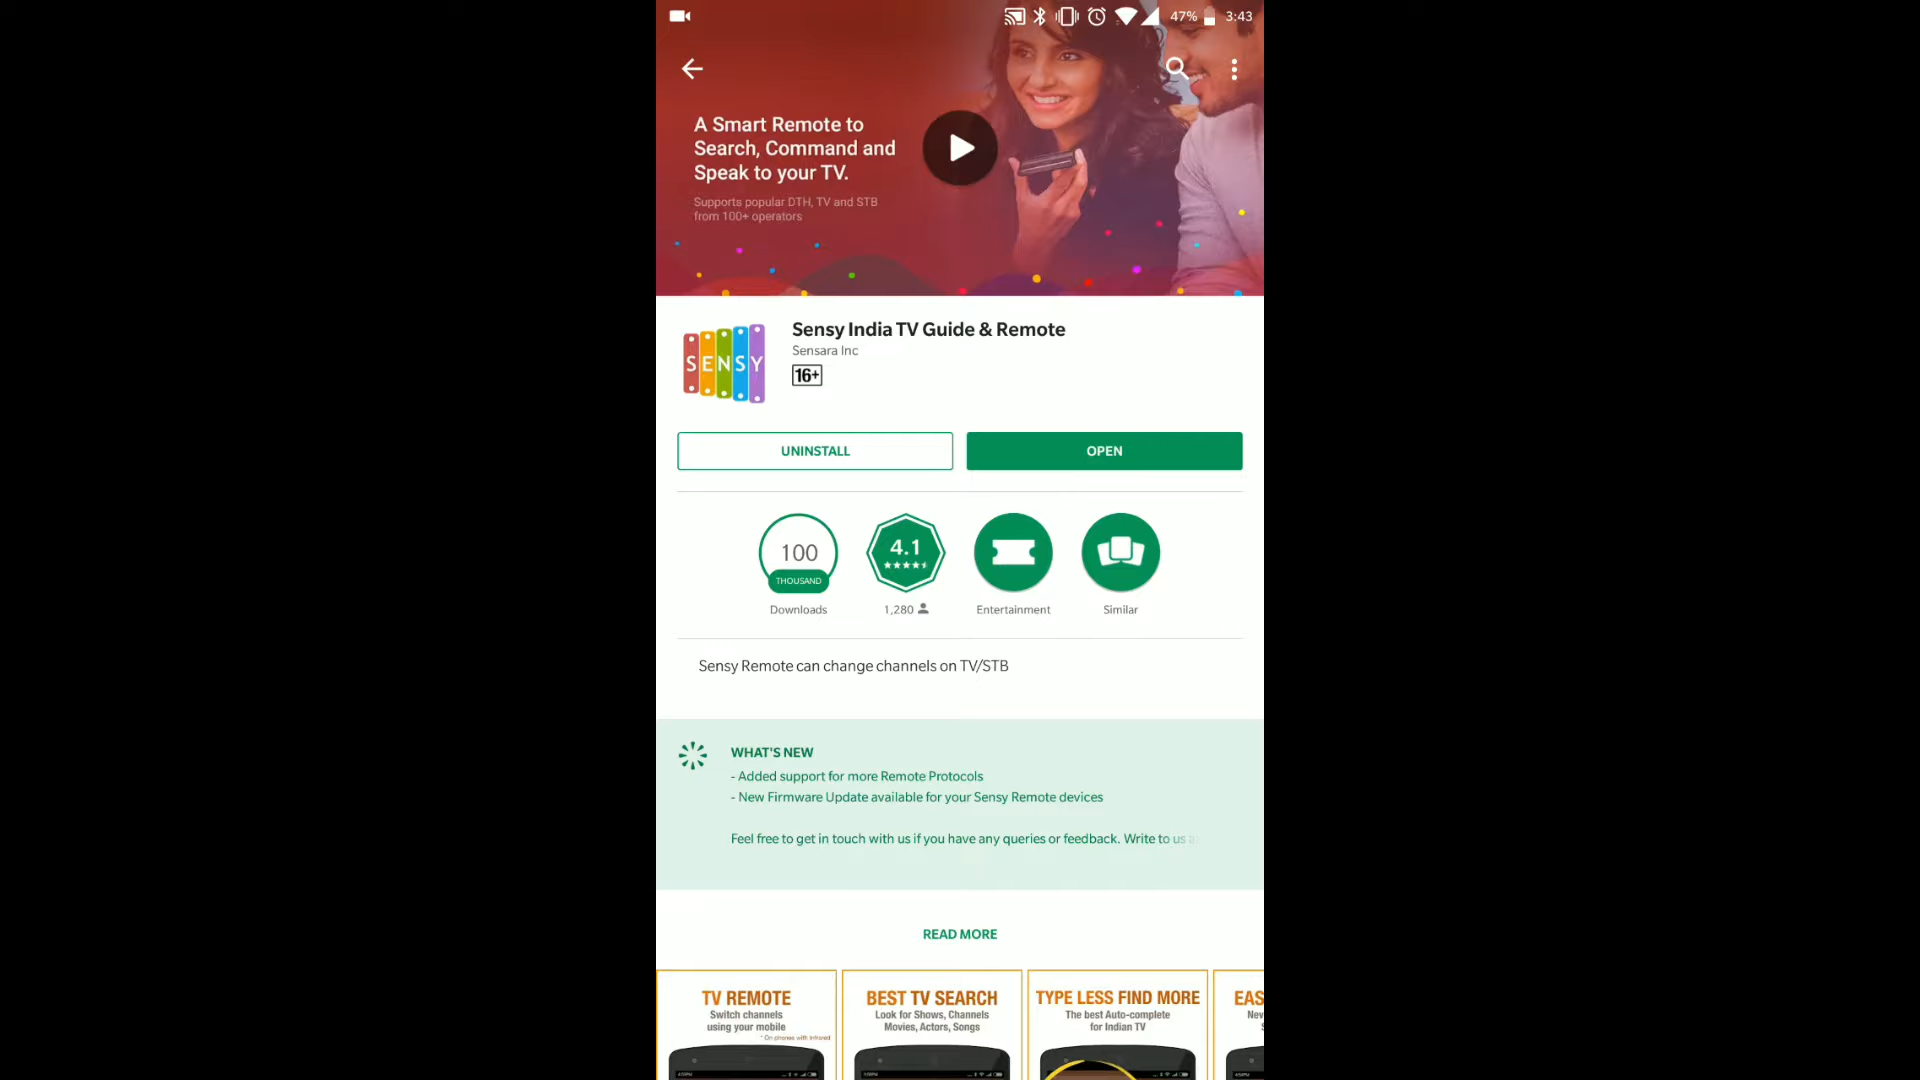 47% 3:43
A Smart Remote to
Search, Command and
Speak to your TV.
Supports popular DTH, TV and STB
from 100+ operators
SENSY
Sensy India TV Guide & Remote
Sensara Inc
16+
UNINSTALL
OPEN
100
THOUSAND
Downloads
4.1
1,280
Entertainment
Similar
Sensy Remote can change channels on TV/STB
WHAT'S NEW
- Added support for more Remote Protocols
- New Firmware Update available for your Sensy Remote devices
Feel free to get in touch with us if you have any queries or feedback. Write to us
READ MORE
TV REMOTE
Switch channels
using your mobile
* On phones with Infrared
BEST TV SEARCH
Look for Shows, Channels
Movies, Actors, Songs
TYPE LESS FIND MORE
The best Auto-complete
for Indian TV
EAS
Nev